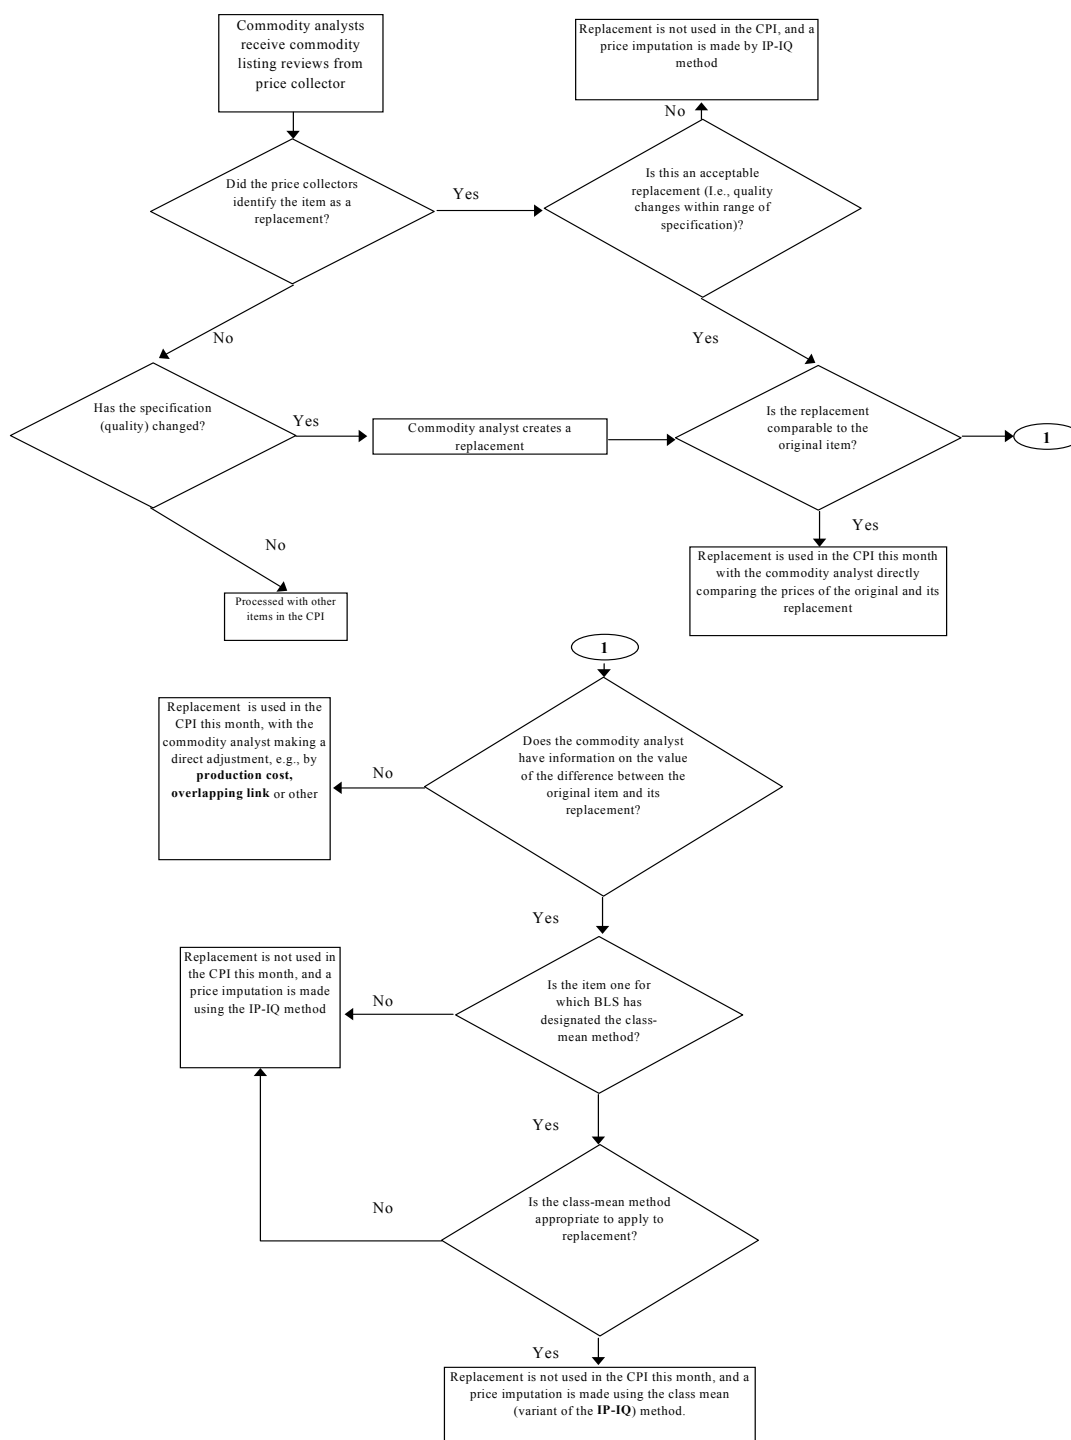 Commodity analysts
receive commodity
listing reviews from
price collector
Replacement is not used in the CPI, and a
price imputation is made by IP-IQ
method
No
Did the price collectors
identify the item as a
replacement?
Yes
Is this an acceptable
replacement (I.e., quality
changes within range of
specification)?
No
Yes
Has the specification
(quality) changed?
Yes
Commodity analyst creates a
replacement
Is the replacement
comparable to the
original item?
1
No
Yes
Processed with other
items in the CPI
Replacement is used in the CPI this month
with the commodity analyst directly
comparing the prices of the original and its
replacement
1
Replacement is used in the
CPI this month, with the
commodity analyst making a
direct adjustment, e.g., by
production cost,
overlapping link or other
No
Does the commodity analyst
have information on the value
of the difference between the
original item and its
replacement?
Yes
Replacement is not used in
the CPI this month, and a
price imputation is made
using the IP-IQ method
No
Is the item one for
which BLS has
designated the class-
mean method?
Yes
No
Is the class-mean method
appropriate to apply to
replacement?
Yes
Replacement is not used in the CPI this month, and a
price imputation is made using the class mean
(variant of the IP-IQ) method.